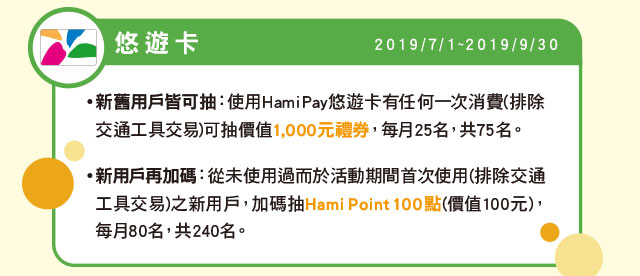 悠遊卡
2019/7/1~2019/9/30
•新舊用戶皆可抽：使用HamiPay悠遊卡有任何一次消費(排除
交通工具交易)可抽價值1,000元禮券，每月25名，共75名。
•新用戶再加碼：從未使用過而於活動期間首次使用(排除交通
工具交易)之新用戶，加碼抽Hami Point 100點(價值100元)，
每月80名，共240名。